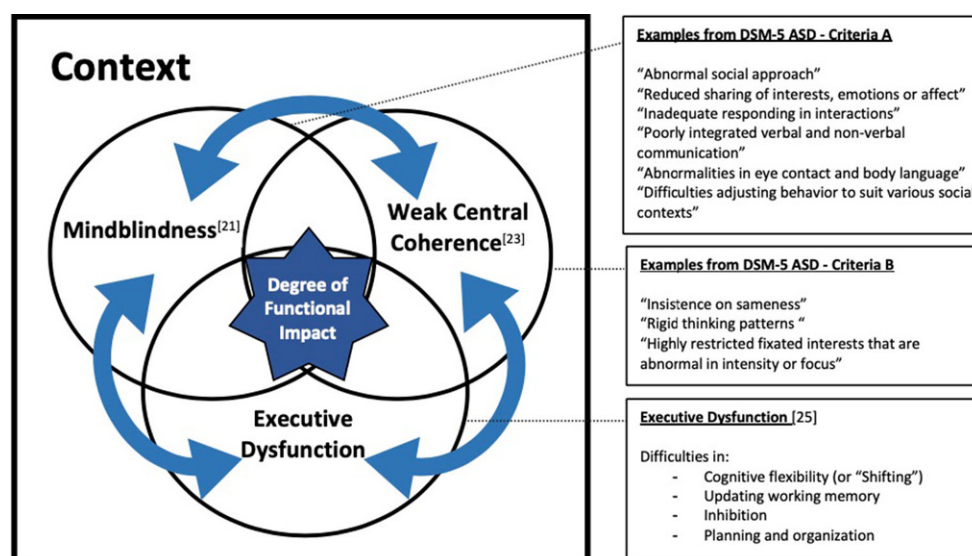 Context
Mindblindness[21]
Weak Central
Coherence[23]
Degree of
Functional
Impact
Executive
Dysfunction
Examples from DSM-5 ASD - Criteria A
“Abnormal social approach”
“Reduced sharing of interests, emotions or affect”
“Inadequate responding in interactions”
“Poorly integrated verbal and non-verbal
communication”
“Abnormalities in eye contact and body language”
“Difficulties adjusting behavior to suit various social
contexts”
Examples from DSM-5 ASD - Criteria B
“Insistence on sameness”
“Rigid thinking patterns “
“Highly restricted fixated interests that are
abnormal in intensity or focus”
Executive Dysfunction [25]
Difficulties in:
- Cognitive flexibility (or “Shifting”)
- Updating working memory
- Inhibition
- Planning and organization